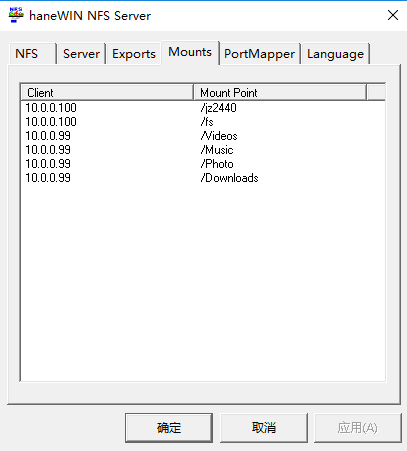 haneWIN NFS Server
NFS Server Exports Mounts PortMapper Language
Client Mount Point
10.0.0.100 /jz2440
10.0.0.100 /fs
10.0.0.99 /Videos
10.0.0.99 /Music
10.0.0.99 /Photo
10.0.0.99 /Downloads
确定 取消 应用(A)